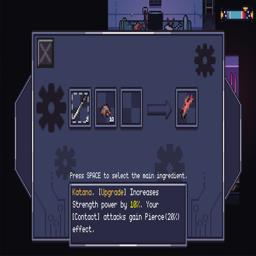 Press SPACE to select the main ingredient.
Katana. [Upgrade] Increases
Strength power by 10%. Your
[Contact] attacks gain Pierce(20%)
effect.